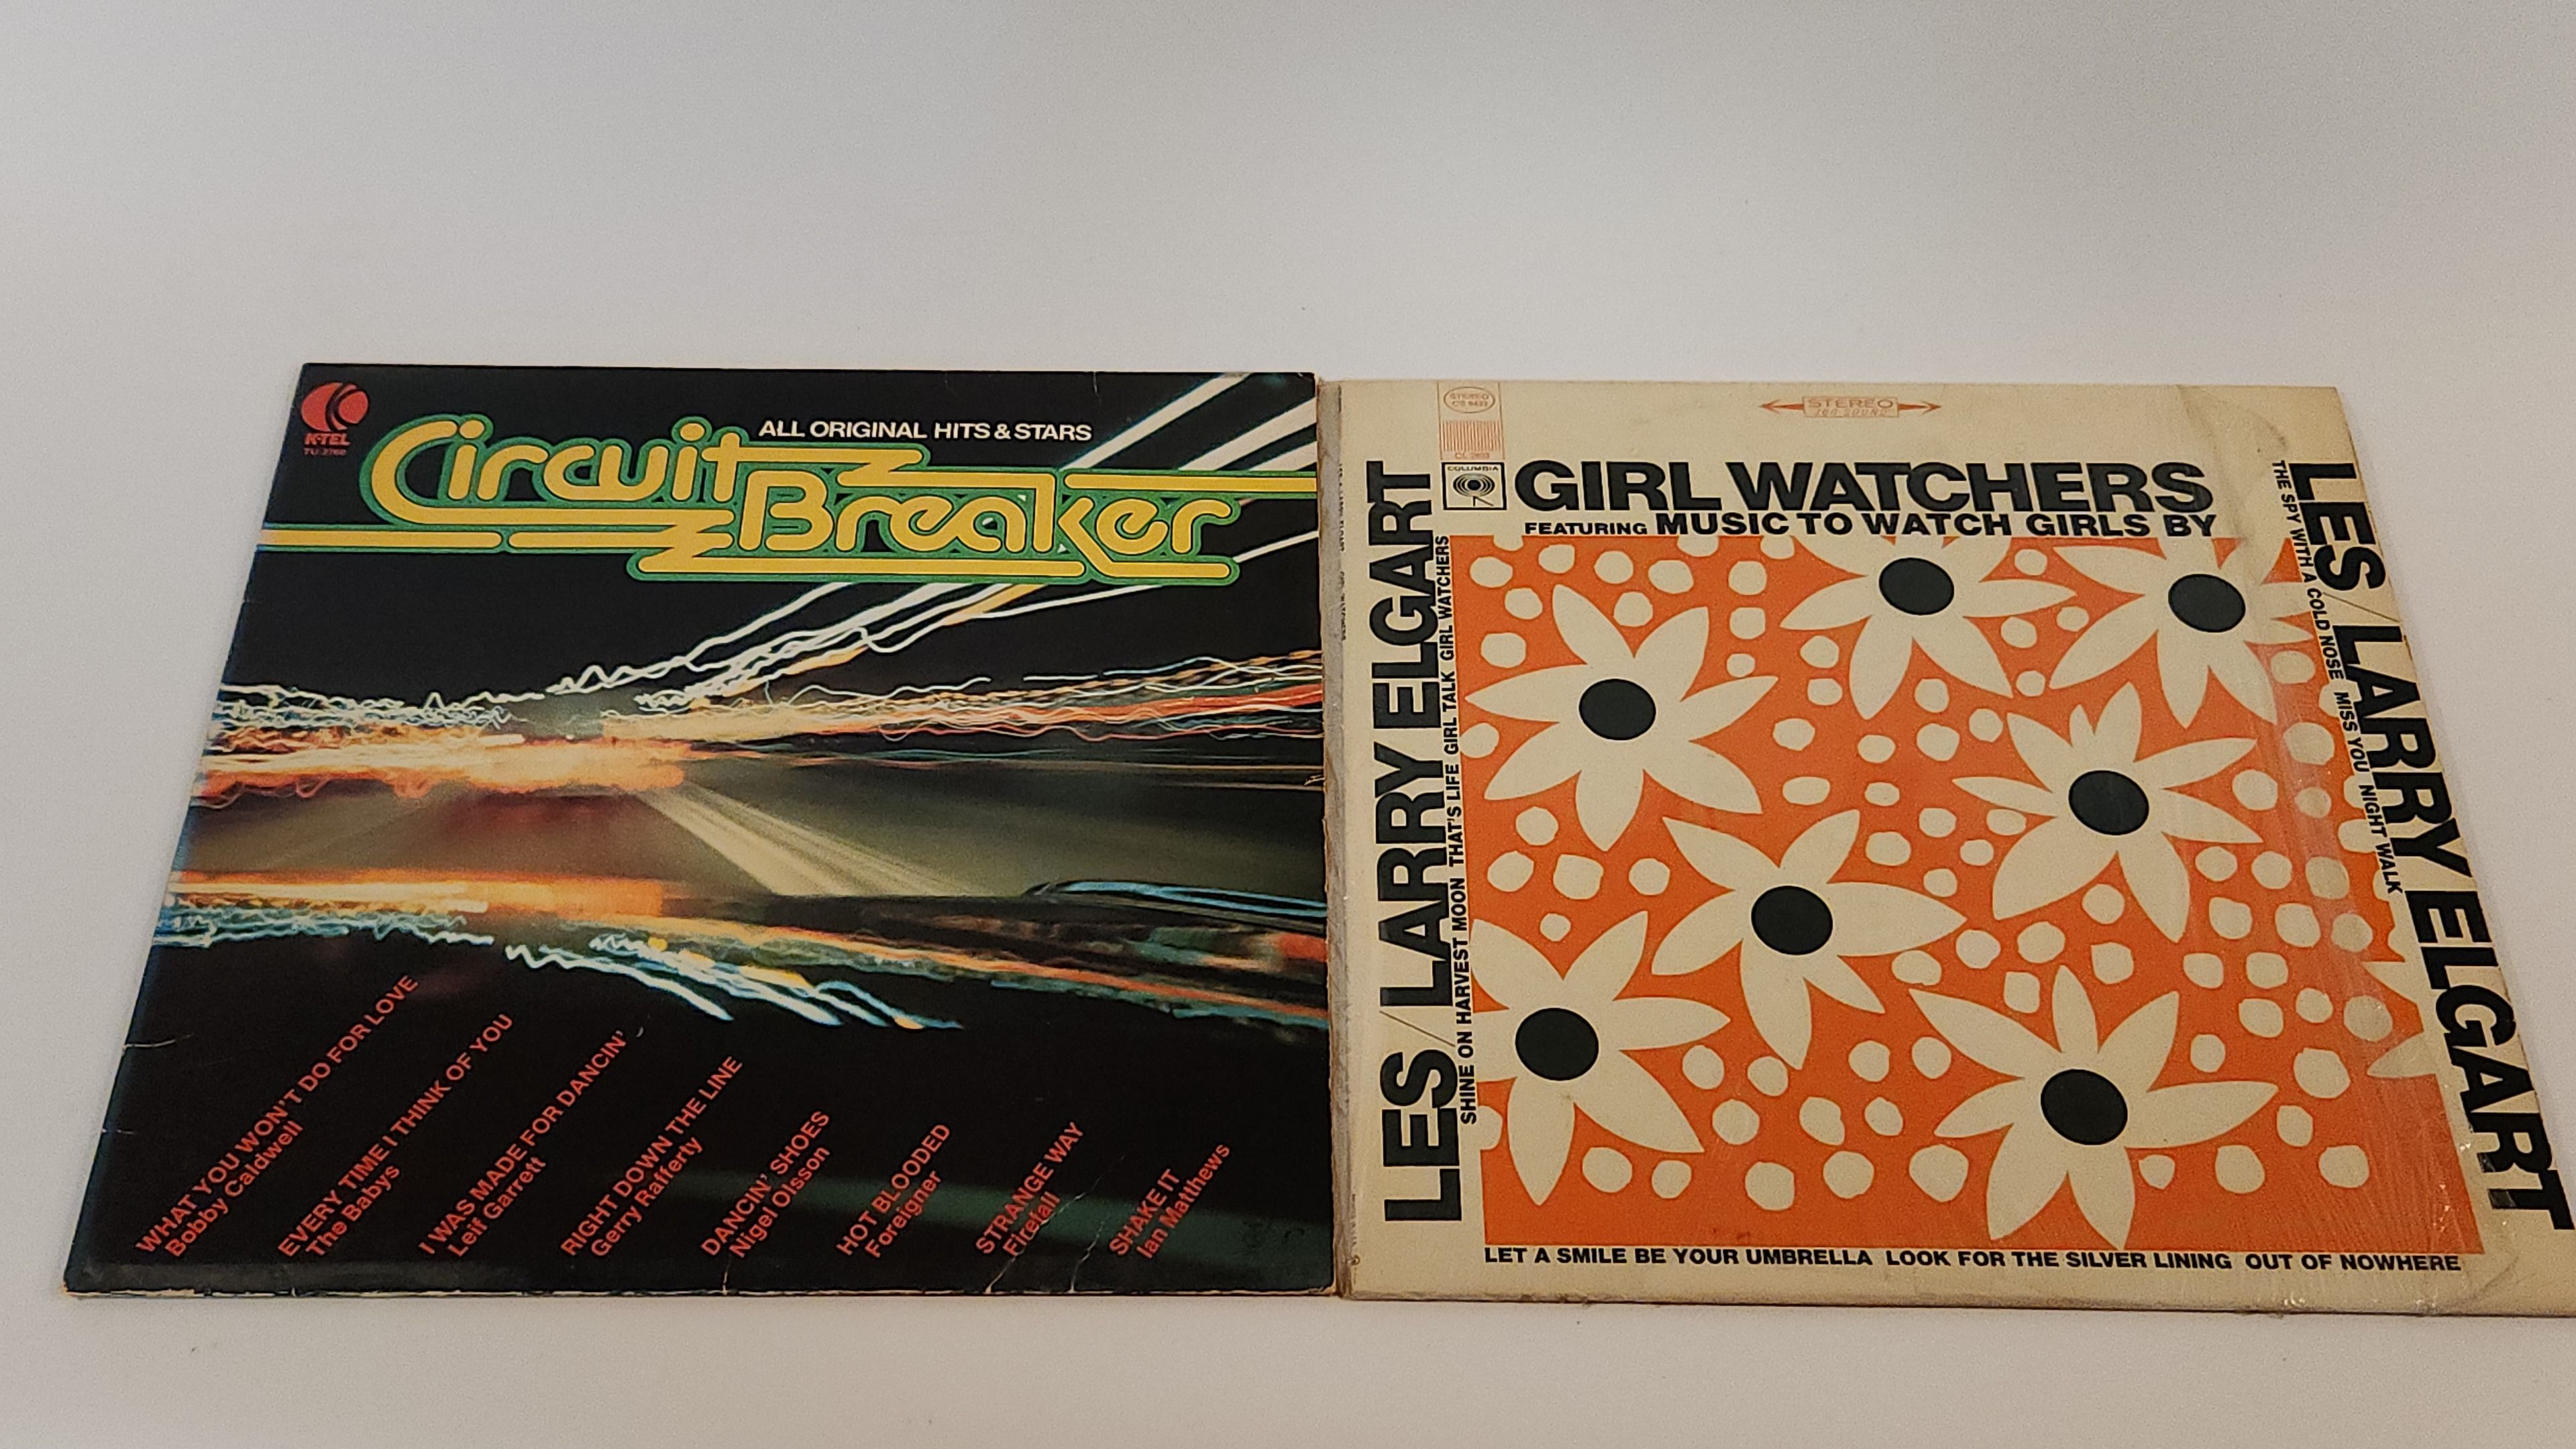 K-TEL
TU 2760
ALL ORIGINAL HITS & STARS
Circuit
Breaker
WHAT YOU WON'T DO FOR LOVE
Bobby Caldwell
EVERY TIME I THINK OF YOU
The Babys
I WAS MADE FOR DANCIN'
Leif Garrett
RIGHT DOWN THE LINE
Gerry Rafferty
DANCIN' SHOES
Nigel Olsson
HOT BLOODED
Foreigner
STRANGE WAY
Firefall
SHAKE IT
Ian Matthews
STEREO
STEREO
360 SOUND
COLUMBIA
GIRL WATCHERS
FEATURING MUSIC TO WATCH GIRLS BY
LES/LARRY ELGART
SHINE ON HARVEST MOON THAT'S LIFE GIRL TALK GIRL WATCHERS
LES/LARRY ELGART
THE SPY WITH A COLD NOSE MISS YOU NIGHT WALK
LET A SMILE BE YOUR UMBRELLA LOOK FOR THE SILVER LINING OUT OF NOWHERE